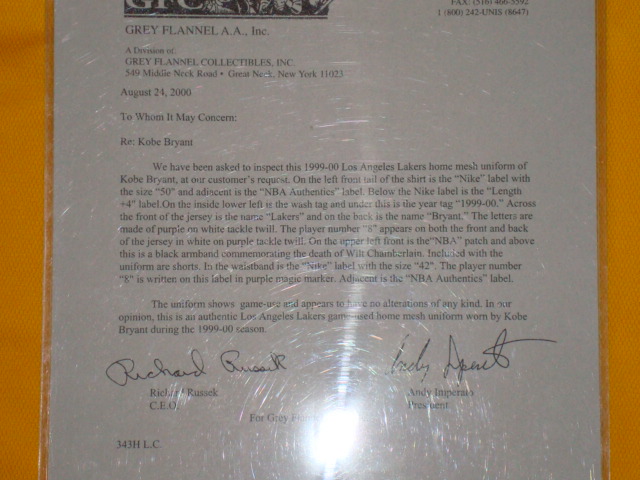 GFC
FAX: (516) 466-5592
1 (800) 242-UNIS (8647)
GREY FLANNEL A.A., Inc.
A Division of:
GREY FLANNEL COLLECTIBLES, INC.
549 Middle Neck Road • Great Neck, New York 11023
August 24, 2000
To Whom It May Concern:
Re: Kobe Bryant
We have been asked to inspect this 1999-00 Los Angeles Lakers home mesh uniform of
Kobe Bryant, at our customer's request. On the left front tail of the shirt is the "Nike" label with
the size "50" and adjacent is the "NBA Authentics" label. Below the Nike label is the "Length
+4" label.On the inside lower left is the wash tag and under this is the year tag "1999-00." Across
the front of the jersey is the name "Lakers" and on the back is the name "Bryant." The letters are
made of purple on white tackle twill. The player number "8" appears on both the front and back
of the jersey in white on purple tackle twill. On the upper left front is the"NBA" patch and above
this is a black armband commemorating the death of Wilt Chamberlain. Included with the
uniform are shorts. In the waistband is the "Nike" label with the size "42". The player number
"8" is written on this label in purple magic marker. Adjacent is the "NBA Authentics" label.
The uniform shows game-use and appears to have no alterations of any kind. In our
opinion, this is an authentic Los Angeles Lakers game-used home mesh uniform worn by Kobe
Bryant during the 1999-00 season.
Richard Russek
Richard Russek
C.E.O.
Andy Imperato
President
For Grey
343H L.C.